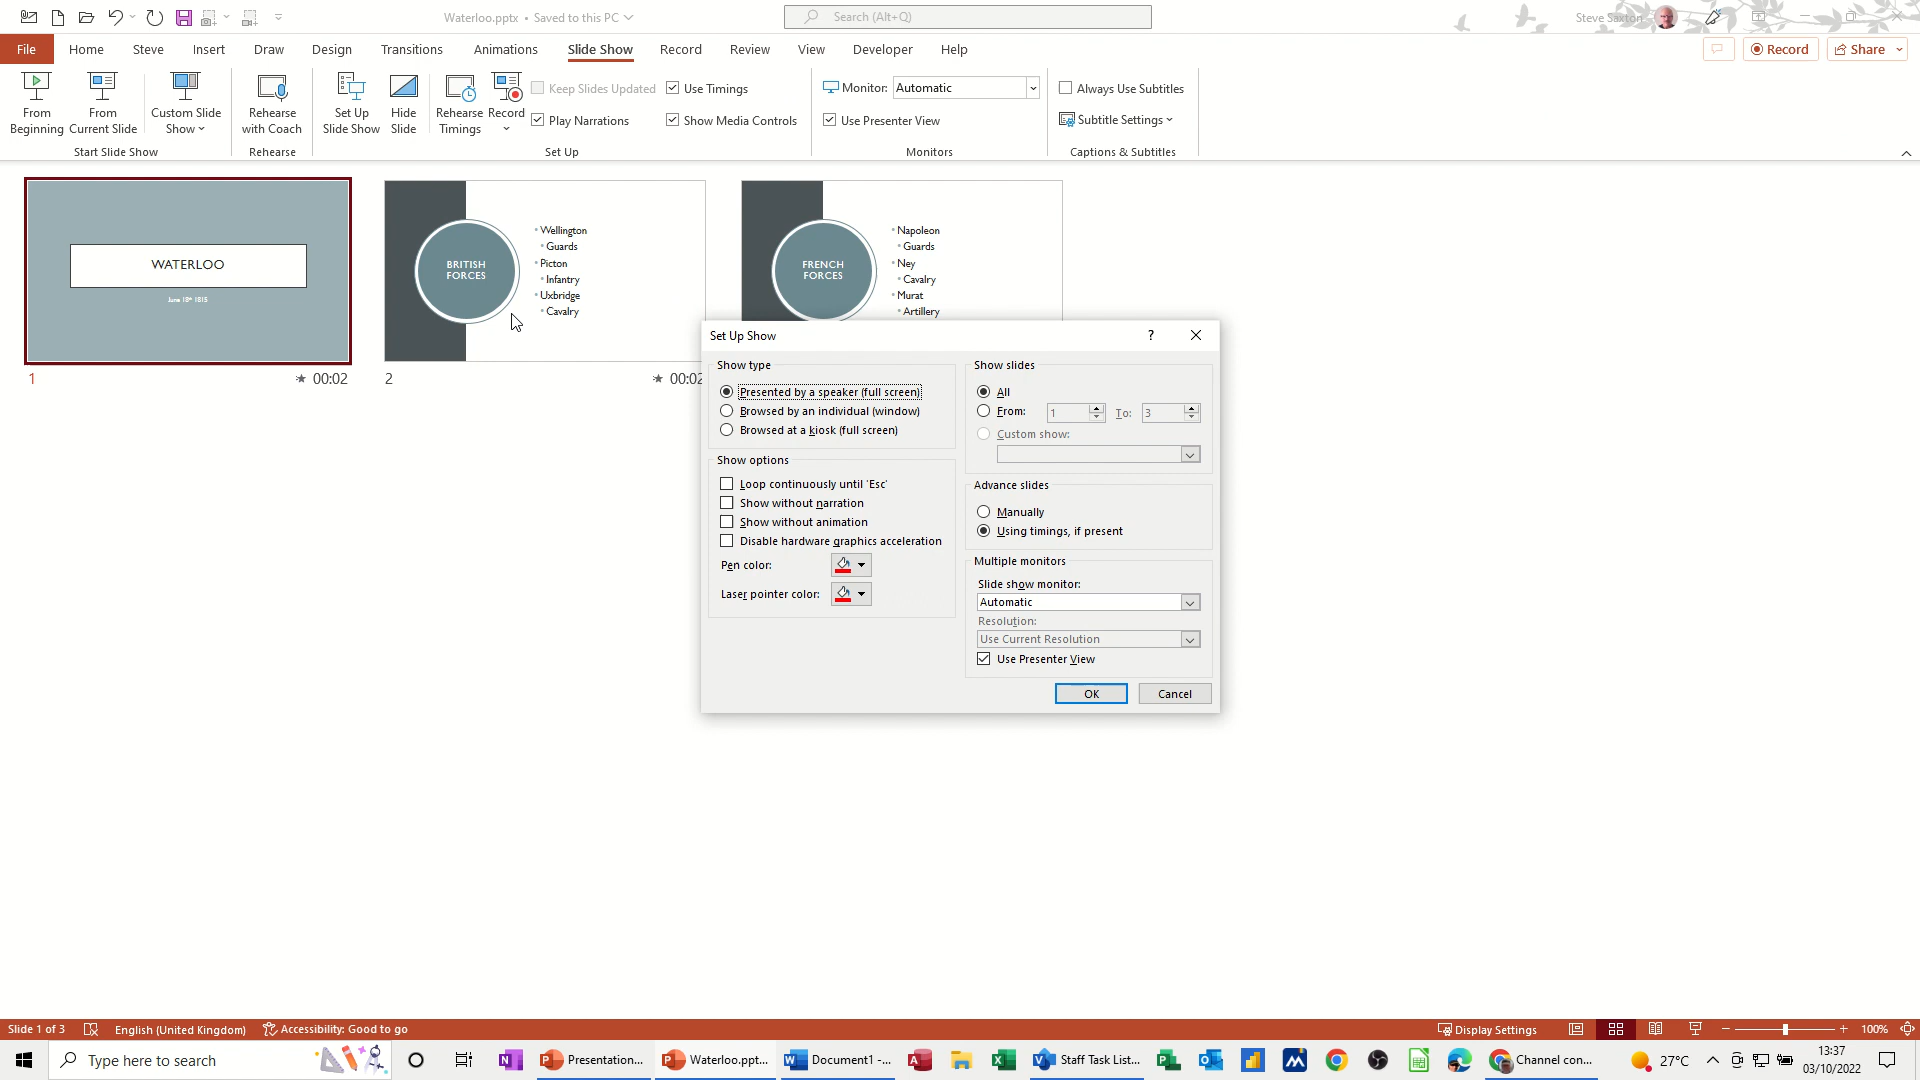 Waterloo.pptx • Saved to this PC
Search (Alt+Q)
Steve Saxton
File Home Steve Insert Draw Design Transitions Animations Slide Show Record Review View Developer Help
Record
Share
From Beginning
From Current Slide
Custom Slide Show
Rehearse with Coach
Set Up Slide Show
Hide Slide
Rehearse Timings
Record
Keep Slides Updated
Play Narrations
Use Timings
Show Media Controls
Monitor: Automatic
Use Presenter View
Always Use Subtitles
Subtitle Settings
Start Slide Show
Rehearse
Set Up
Monitors
Captions & Subtitles
WATERLOO
June 18th 1815
1
00:02
BRITISH
FORCES
• Wellington
• Guards
• Picton
• Infantry
• Uxbridge
• Cavalry
2
00:02
FRENCH
FORCES
• Napoleon
• Guards
• Ney
• Cavalry
• Murat
• Artillery
Set Up Show
?
Show type
Presented by a speaker (full screen)
Browsed by an individual (window)
Browsed at a kiosk (full screen)
Show options
Loop continuously until 'Esc'
Show without narration
Show without animation
Disable hardware graphics acceleration
Pen color:
Laser pointer color:
Show slides
All
From: 1 To: 3
Custom show:
Advance slides
Manually
Using timings, if present
Multiple monitors
Slide show monitor:
Automatic
Resolution:
Use Current Resolution
Use Presenter View
OK
Cancel
Slide 1 of 3
English (United Kingdom)
Accessibility: Good to go
Display Settings
100%
Type here to search
Presentation...
Waterloo.pptx...
Document1 -...
Staff Task List...
Channel con...
27°C
13:37
03/10/2022